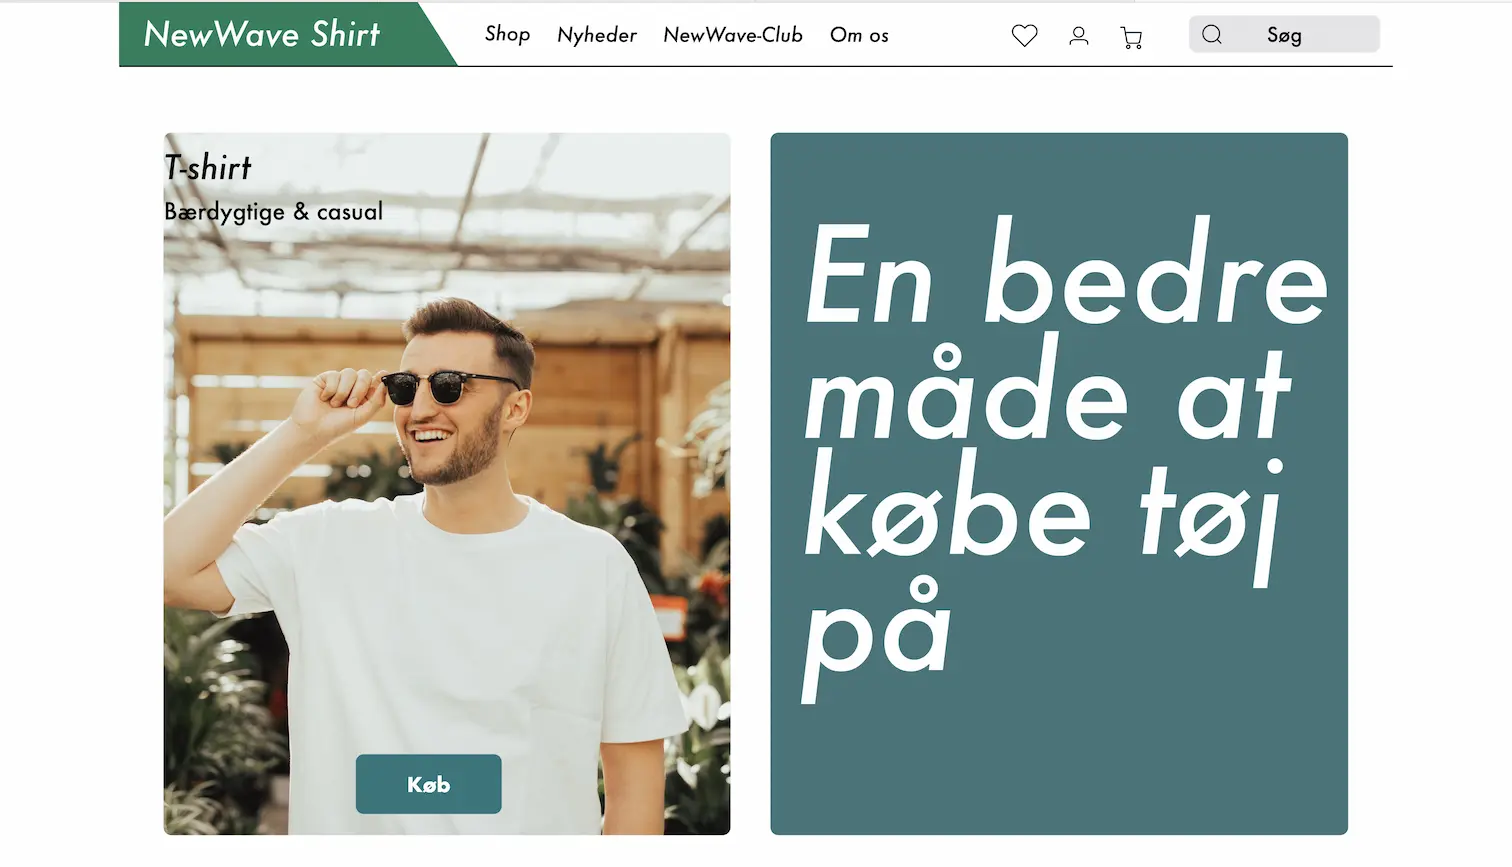 NewWave Shirt
Shop Nyheder NewWave-Club Om os
Søg
T-shirt
Bærdygtige & casual
Køb
En bedre
måde at
købe tøj
på